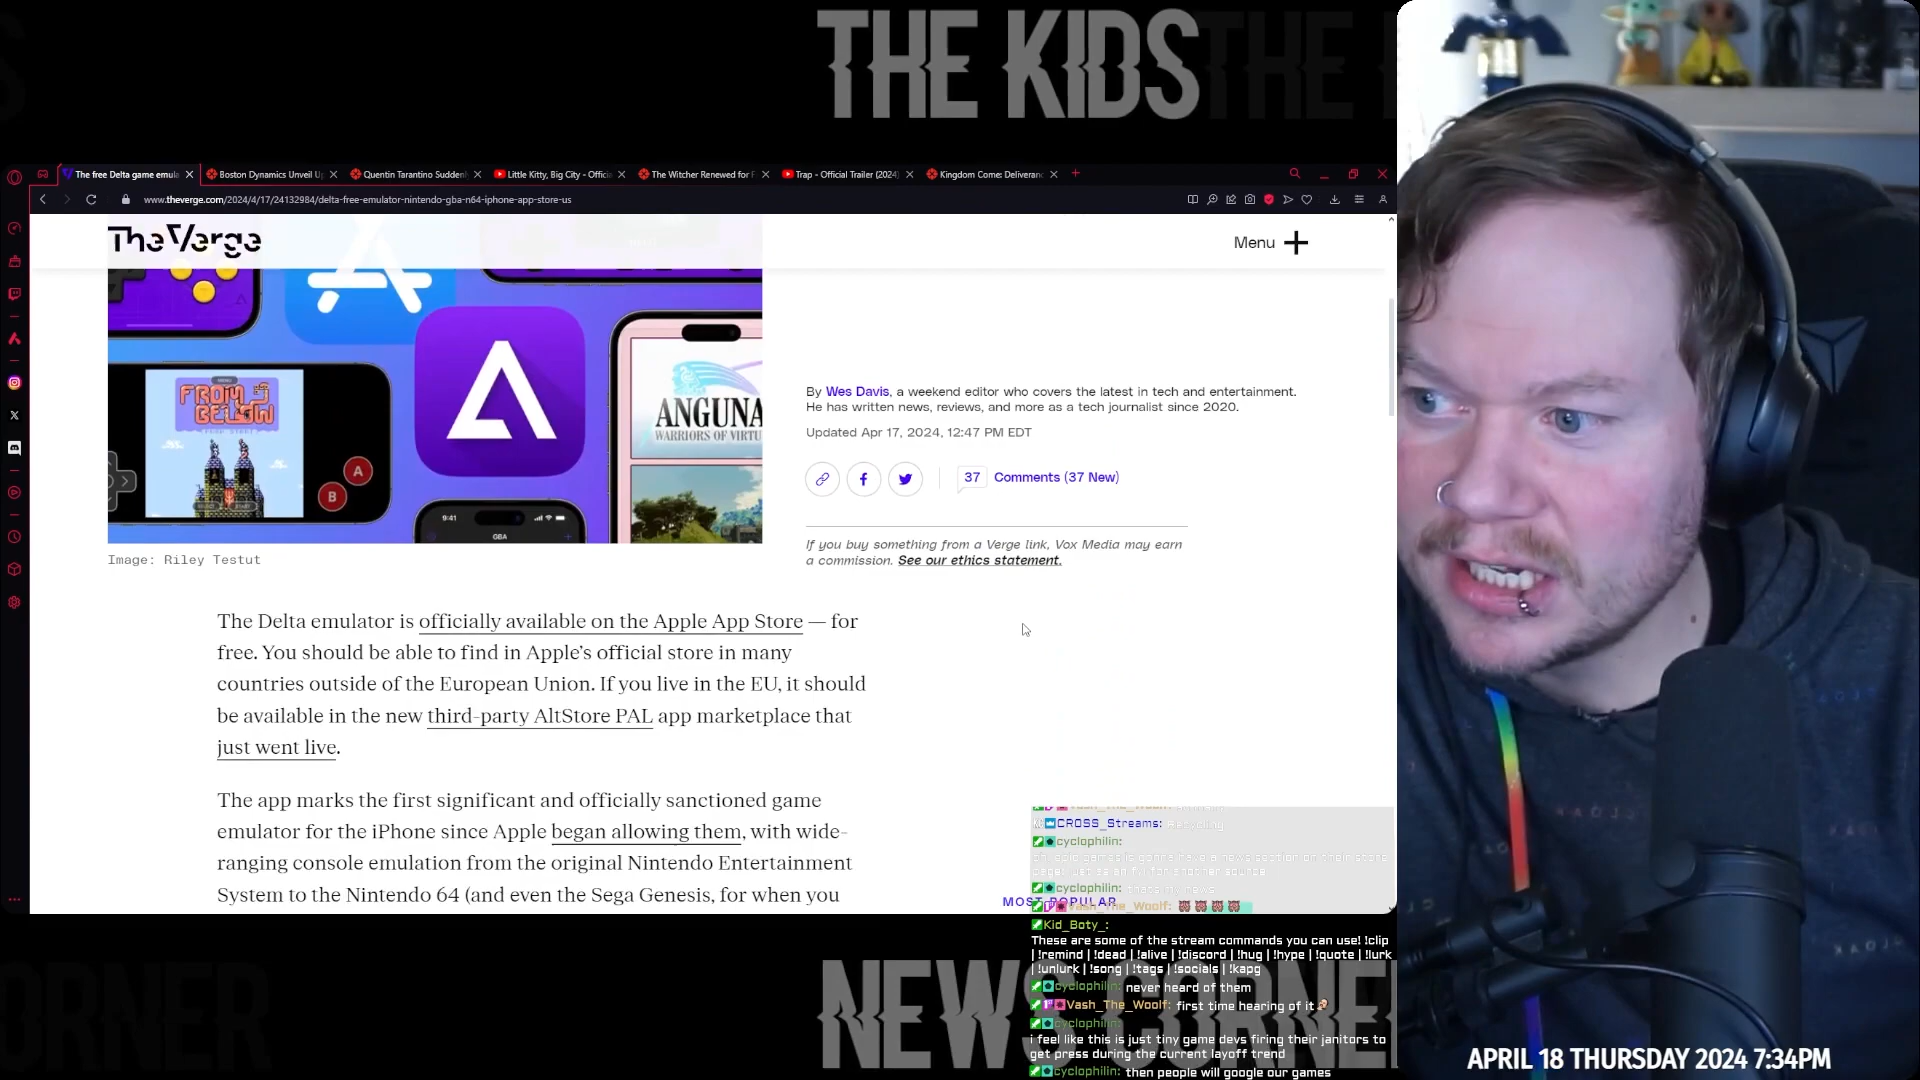 THE KIDS
The free Delta game emula
Boston Dynamics Unveil U
Quentin Tarantino Sudden
Little Kitty, Big City - Offici
The Witcher Renewed for F
Trap - Official Trailer (2024)
Kingdom Come: Deliveranc
www.theverge.com/2024/4/17/24132984/delta-free-emulator-nintendo-gba-n64-iphone-app-store-us
The Verge
Menu
MENU
FROM
BELOW
A
B
9:41
GBA
ANGUNA
WARRIORS OF VIRTU
By Wes Davis, a weekend editor who covers the latest in tech and entertainment.
He has written news, reviews, and more as a tech journalist since 2020.
Updated Apr 17, 2024, 12:47 PM EDT
37 Comments (37 New)
If you buy something from a Verge link, Vox Media may earn
a commission. See our ethics statement.
Image: Riley Testut
The Delta emulator is officially available on the Apple App Store — for
free. You should be able to find in Apple's official store in many
countries outside of the European Union. If you live in the EU, it should
be available in the new third-party AltStore PAL app marketplace that
just went live.
The app marks the first significant and officially sanctioned game
emulator for the iPhone since Apple began allowing them, with wide-
ranging console emulation from the original Nintendo Entertainment
System to the Nintendo 64 (and even the Sega Genesis, for when you
MOST POPULAR
CROSS_Streams: Recycling
cyclophilin:
cyclophilin: thats my news
Vash_The_Woolf:
Kid_Boty_:
These are some of the stream commands you can use! !clip
| !remind | !dead | !alive | !discord | !hug | !hype | !quote | !lurk
| !unlurk | !song | !tags | !socials | !kapg
cyclophilin: never heard of them
Vash_The_Woolf: first time hearing of it
cyclophilin:
i feel like this is just tiny game devs firing their janitors to
get press during the current layoff trend
cyclophilin: then people will google our games
CORNER
NEWS CORNE
APRIL 18 THURSDAY 2024 7:34PM